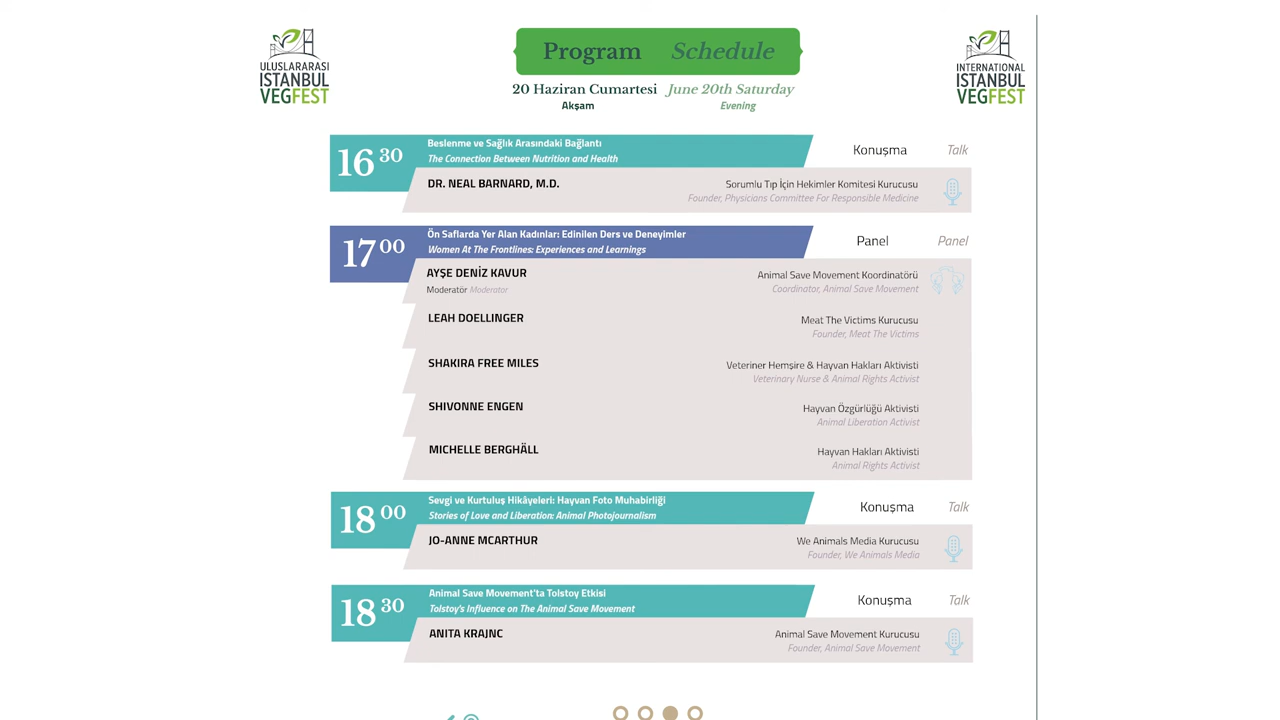 ULUSLARARASI
ISTANBUL
VEGFEST
Program Schedule
20 Haziran Cumartesi June 20th Saturday
Akşam Evening
INTERNATIONAL
ISTANBUL
VEGFEST
16 30
Beslenme ve Sağlık Arasındaki Bağlantı
The Connection Between Nutrition and Health
Konuşma Talk
DR. NEAL BARNARD, M.D.
Sorumlu Tıp İçin Hekimler Komitesi Kurucusu
Founder, Physicians Committee For Responsible Medicine
17 00
Ön Saflarda Yer Alan Kadınlar: Edinilen Ders ve Deneyimler
Women At The Frontlines: Experiences and Learnings
Panel Panel
AYŞE DENİZ KAVUR
Moderatör Moderator
Animal Save Movement Koordinatörü
Coordinator, Animal Save Movement
LEAH DOELLINGER
Meat The Victims Kurucusu
Founder, Meat The Victims
SHAKIRA FREE MILES
Veteriner Hemşire & Hayvan Hakları Aktivisti
Veterinary Nurse & Animal Rights Activist
SHIVONNE ENGEN
Hayvan Özgürlüğü Aktivisti
Animal Liberation Activist
MICHELLE BERGHÄLL
Hayvan Hakları Aktivisti
Animal Rights Activist
18 00
Sevgi ve Kurtuluş Hikâyeleri: Hayvan Foto Muhabirliği
Stories of Love and Liberation: Animal Photojournalism
Konuşma Talk
JO-ANNE MCARTHUR
We Animals Media Kurucusu
Founder, We Animals Media
18 30
Animal Save Movement'ta Tolstoy Etkisi
Tolstoy's Influence on The Animal Save Movement
Konuşma Talk
ANITA KRAJNC
Animal Save Movement Kurucusu
Founder, Animal Save Movement